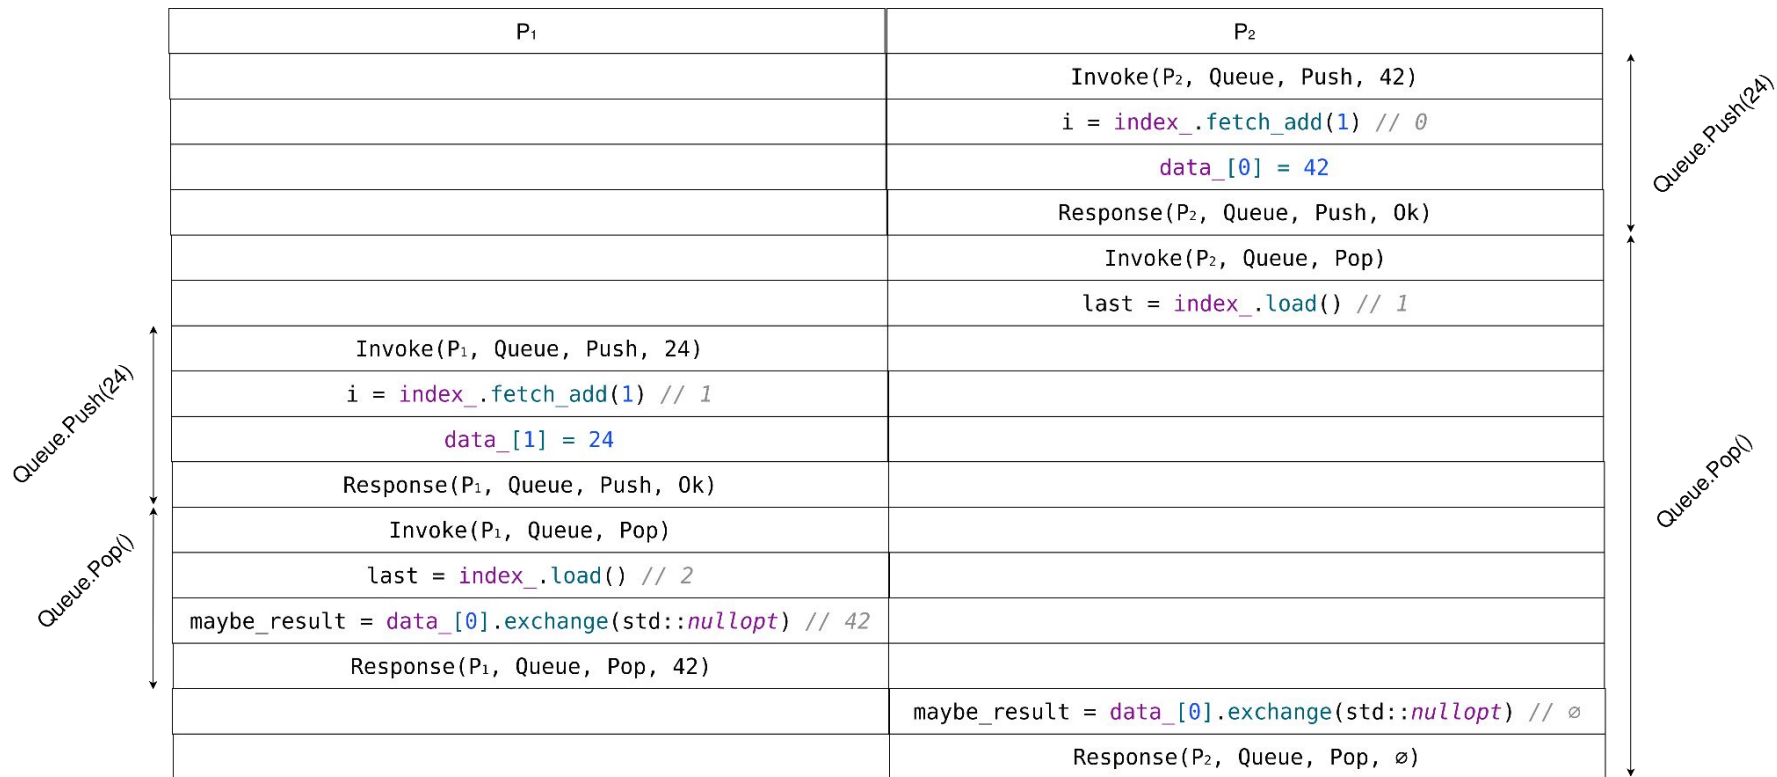 P₁ P₂
Invoke(P₂, Queue, Push, 42)
i = index_.fetch_add(1) // 0
data_[0] = 42
Response(P₂, Queue, Push, Ok)
Queue.Push(24)
Invoke(P₂, Queue, Pop)
last = index_.load() // 1
Invoke(P₁, Queue, Push, 24)
i = index_.fetch_add(1) // 1
data_[1] = 24
Response(P₁, Queue, Push, Ok)
Queue.Push(24)
Invoke(P₁, Queue, Pop)
last = index_.load() // 2
maybe_result = data_[0].exchange(std::nullopt) // 42
Response(P₁, Queue, Pop, 42)
Queue.Pop()
maybe_result = data_[0].exchange(std::nullopt) // ∅
Response(P₂, Queue, Pop, ∅)
Queue.Pop()